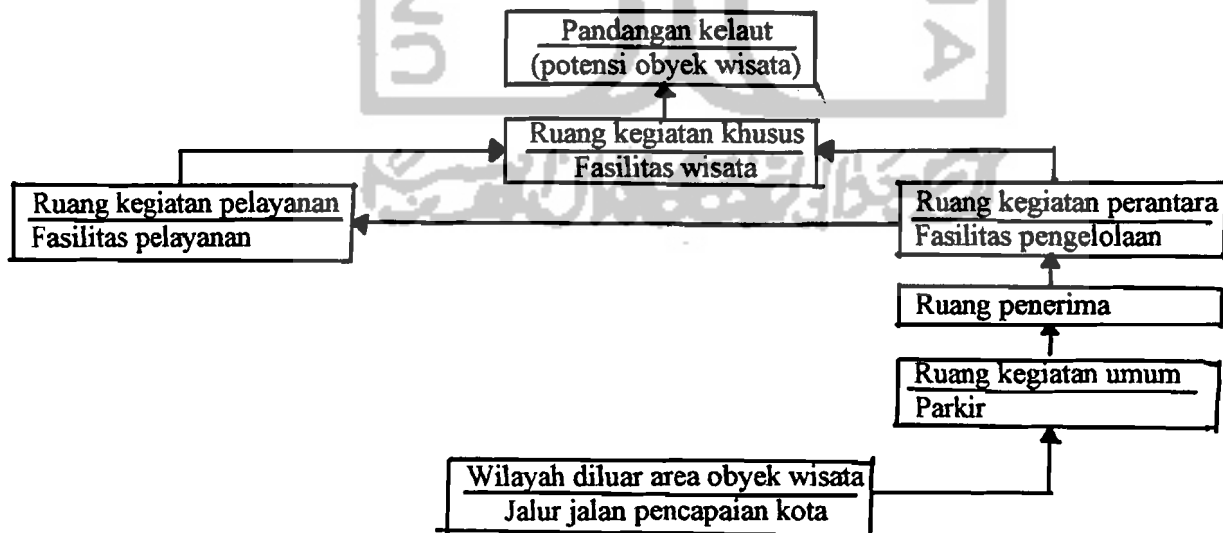 Pandangan kelaut
(potensi obyek wisata)
Ruang kegiatan khusus
Fasilitas wisata
Ruang kegiatan pelayanan
Fasilitas pelayanan
Ruang kegiatan perantara
Fasilitas pengelolaan
Ruang penerima
Ruang kegiatan umum
Parkir
Wilayah diluar area obyek wisata
Jalur jalan pencapaian kota